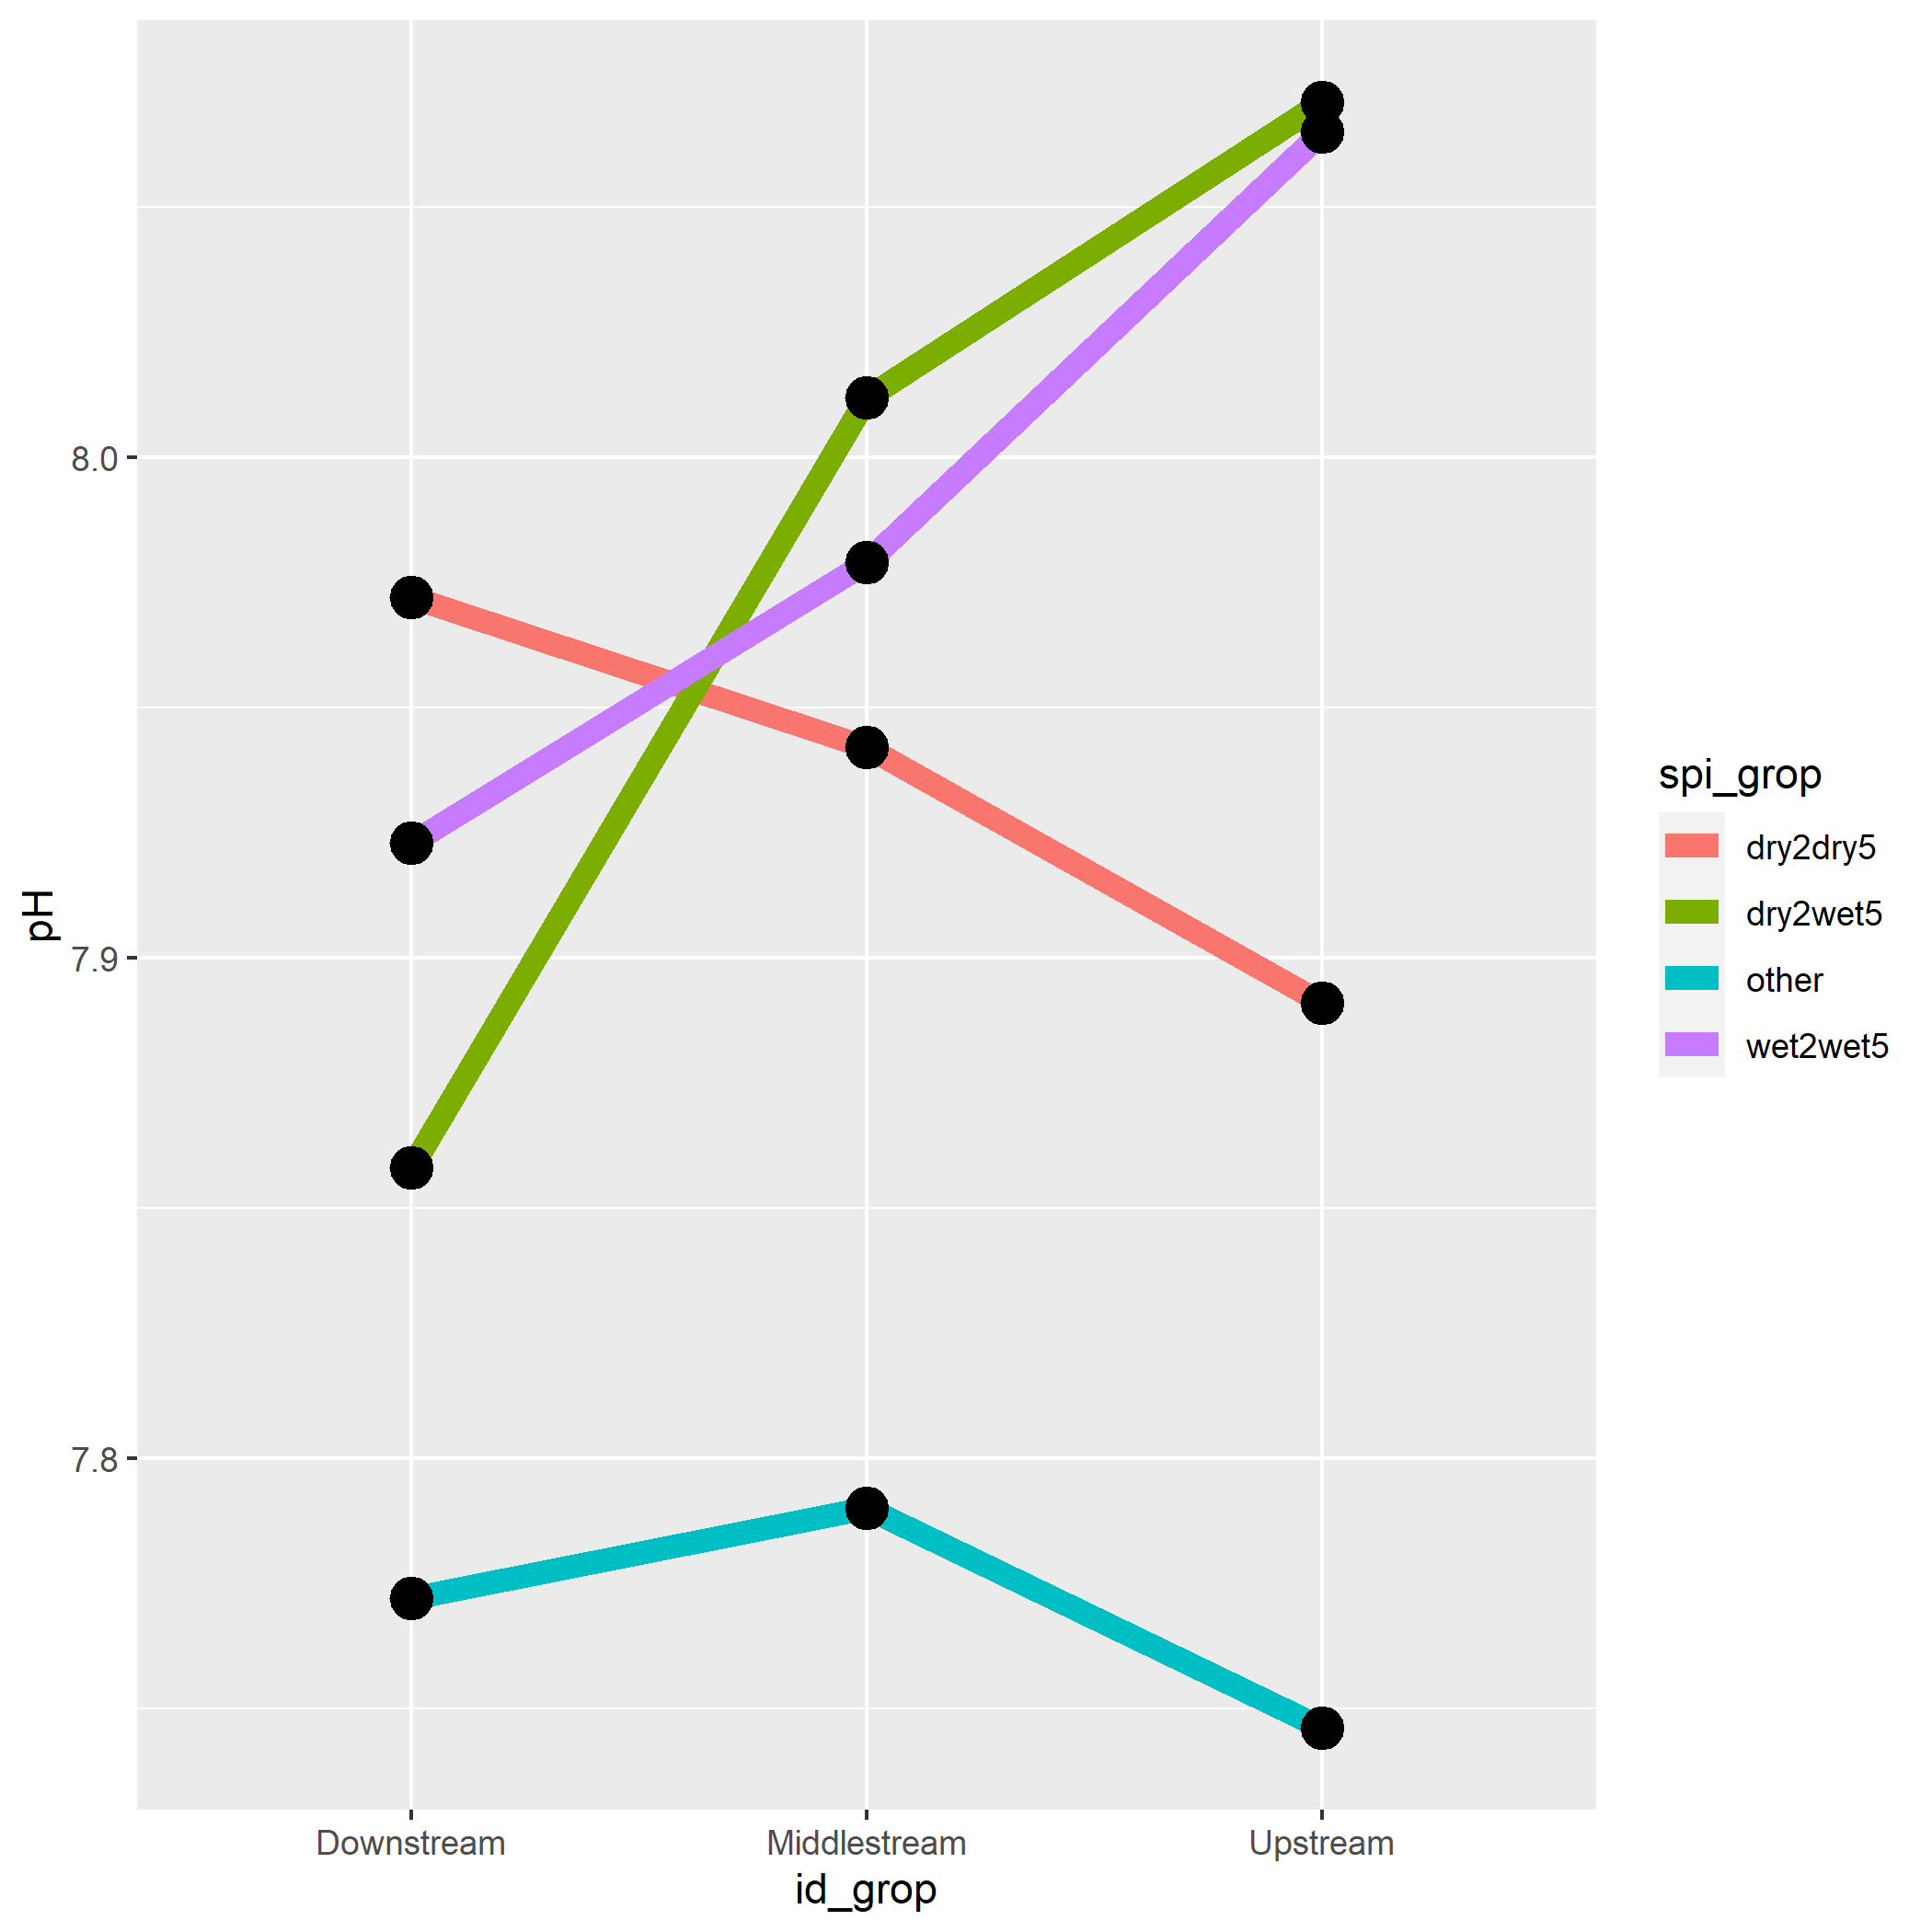 pH
8.0
7.9
7.8
Downstream
Middlestream
Upstream
id_grop
spi_grop
dry2dry5
dry2wet5
other
wet2wet5